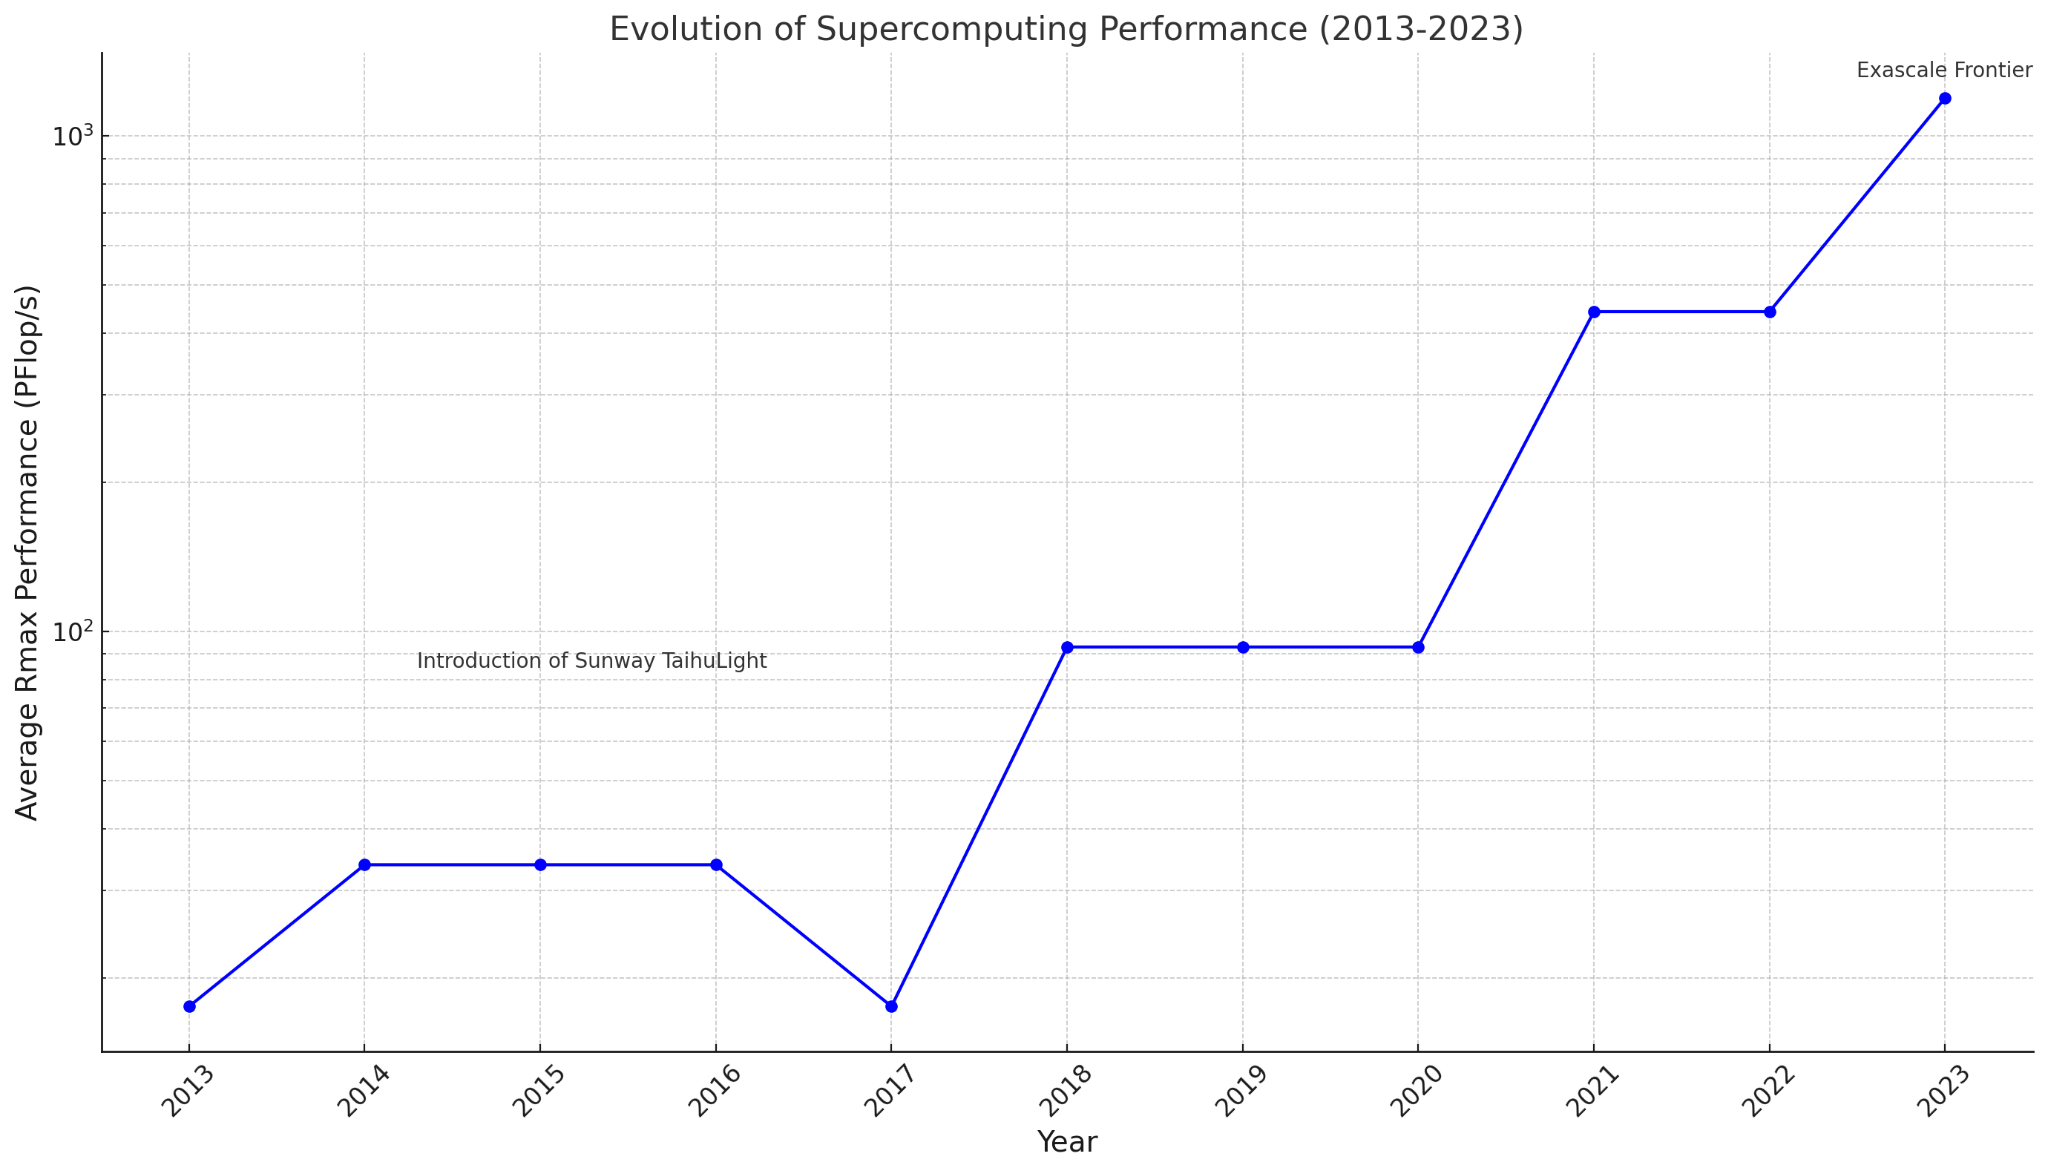 Evolution of Supercomputing Performance (2013-2023)
Exascale Frontier
10³
Average Rmax Performance (PFlop/s)
10²
Introduction of Sunway TaihuLight
2013
2014
2015
2016
2017
2018
2019
2020
2021
2022
2023
Year